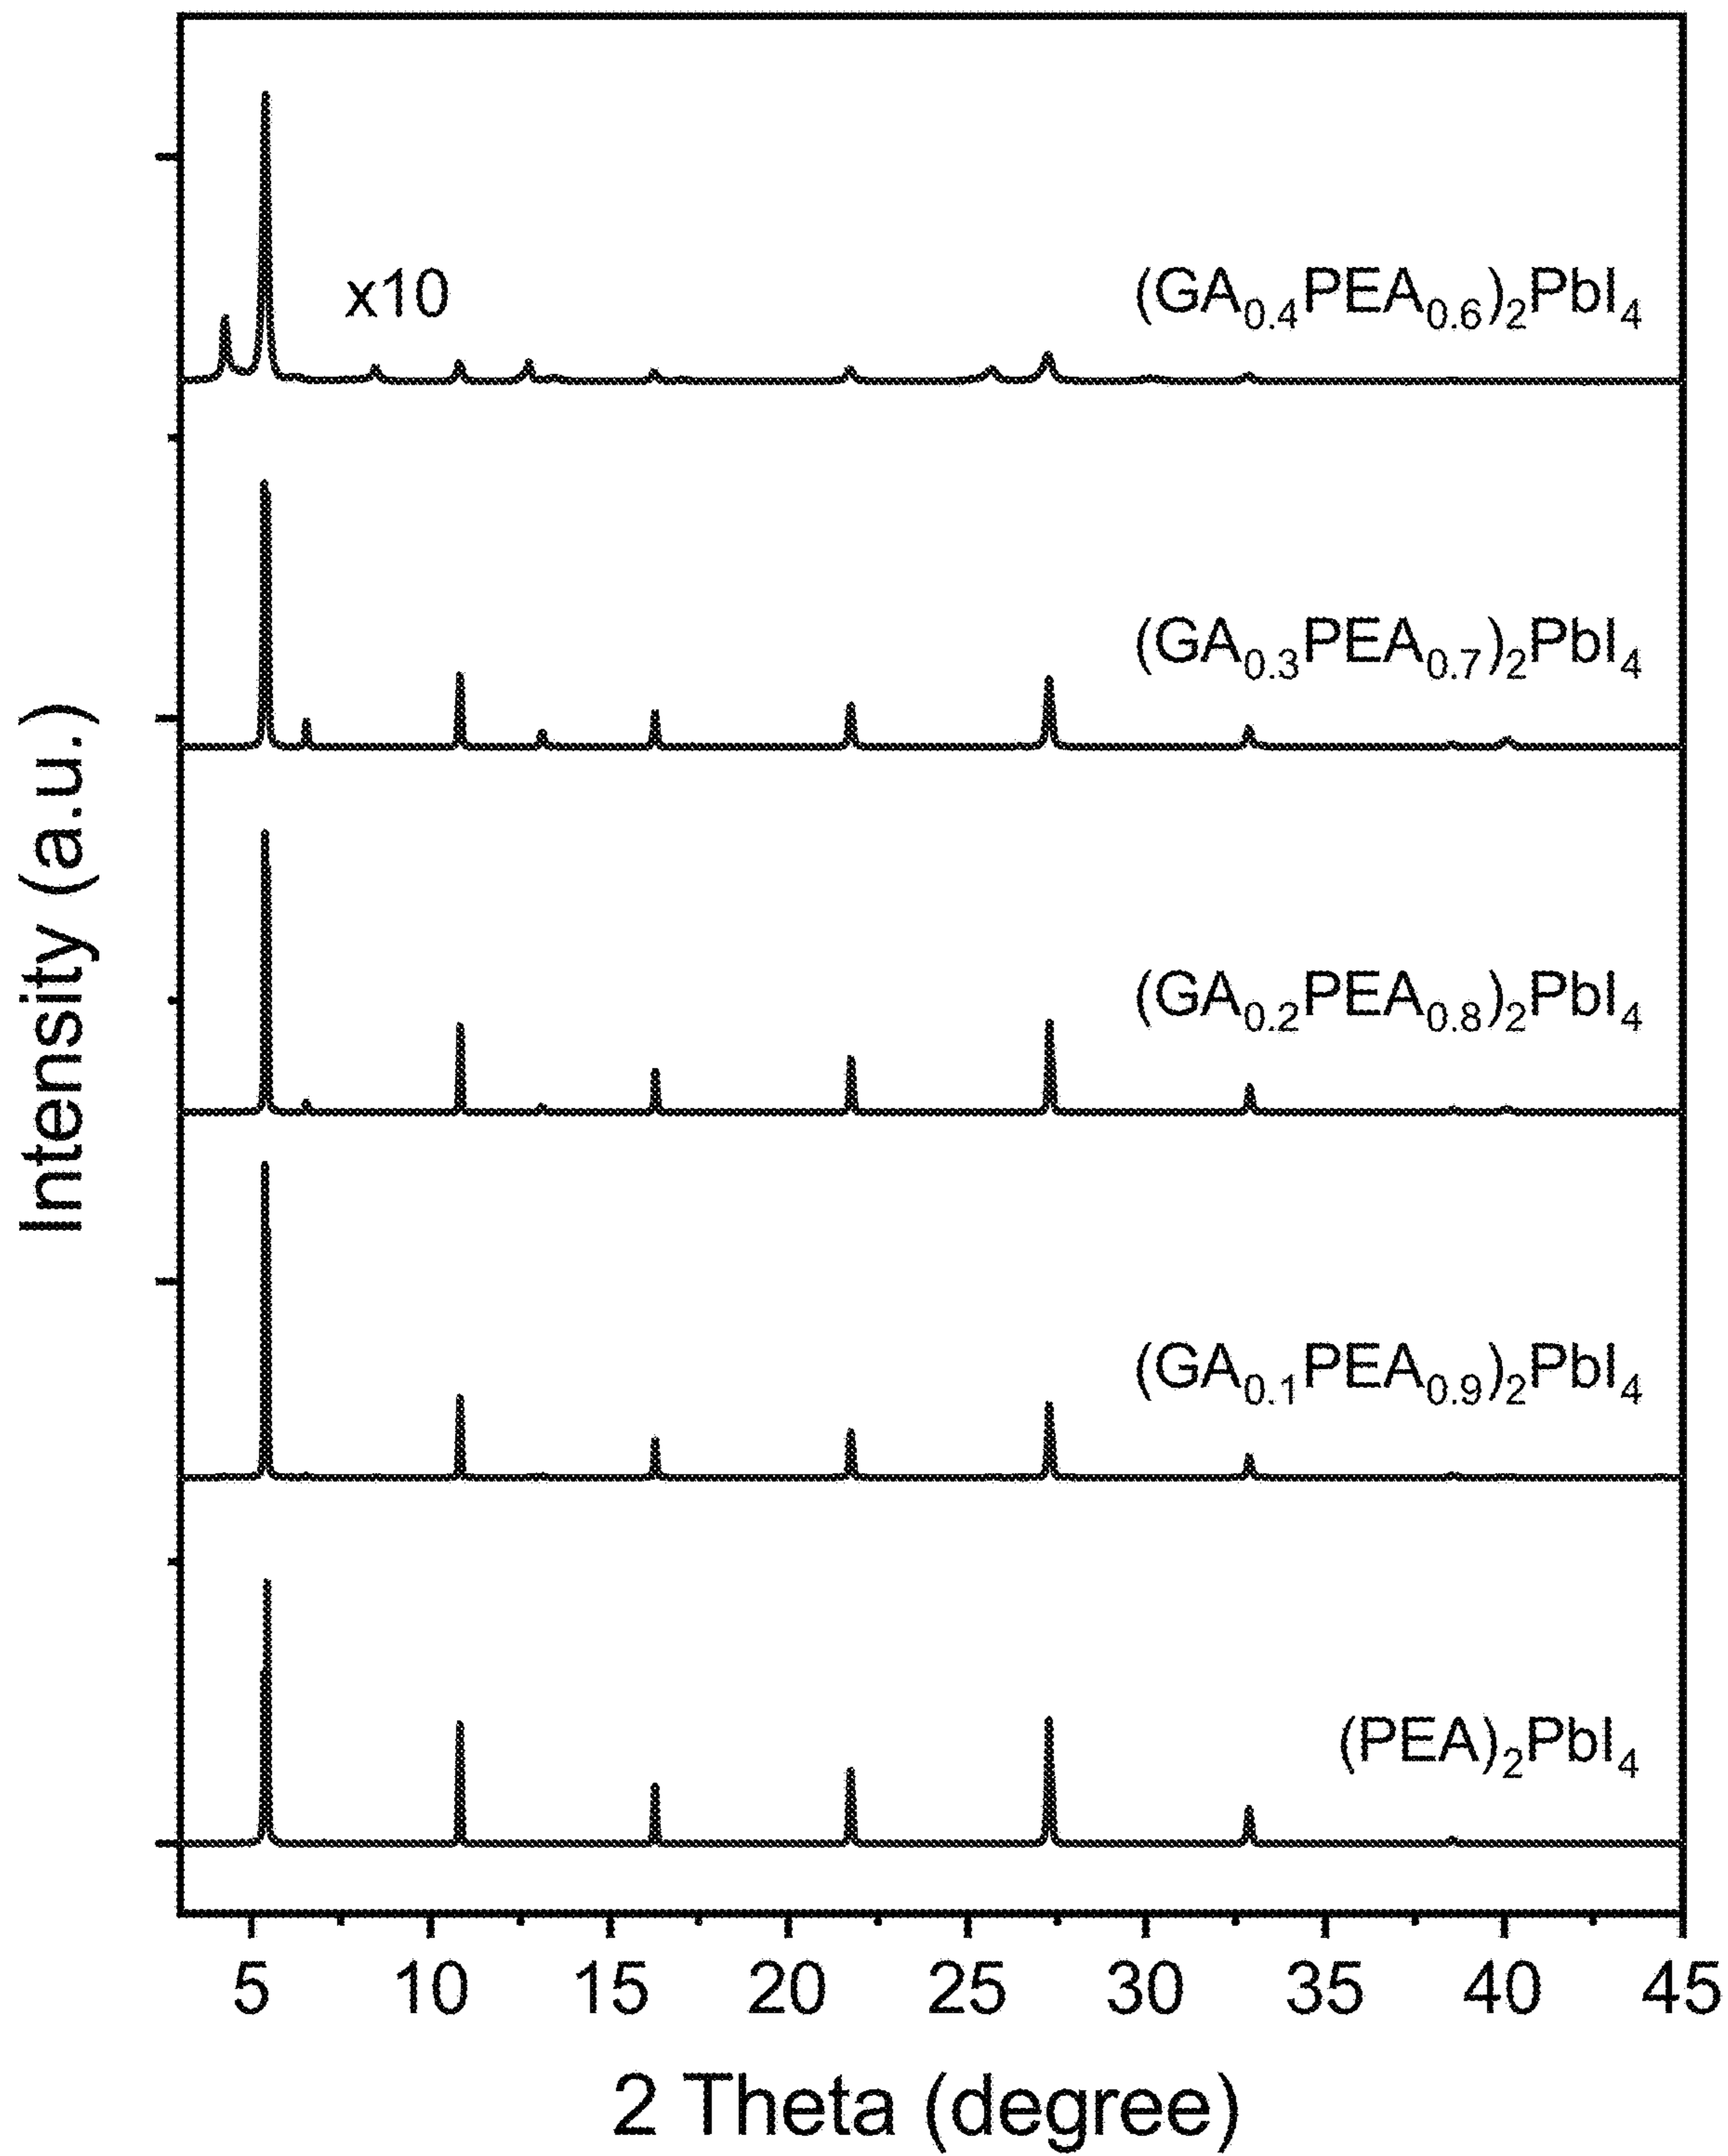 x10
(GA₀.₄PEA₀.₆)₂PbI₄
(GA₀.₃PEA₀.₇)₂PbI₄
(GA₀.₂PEA₀.₈)₂PbI₄
(GA₀.₁PEA₀.₉)₂PbI₄
(PEA)₂PbI₄
Intensity (a.u.)
5 10 15 20 25 30 35 40 45
2 Theta (degree)